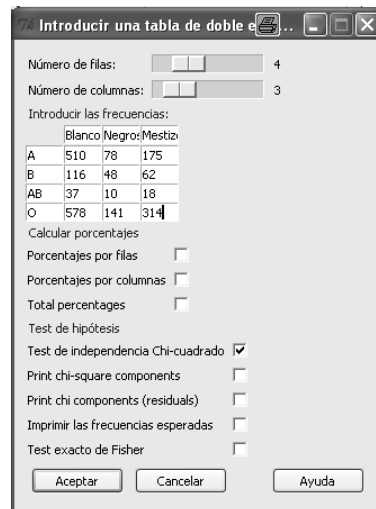 Introducir una tabla de doble e...
Número de filas: 4
Número de columnas: 3
Introducir las frecuencias:
Blanco Negros Mestizo
A 510 78 175
B 116 48 62
AB 37 10 18
O 578 141 314
Calcular porcentajes
Porcentajes por filas
Porcentajes por columnas
Total percentages
Test de hipótesis
Test de independencia Chi-cuadrado
Print chi-square components
Print chi components (residuals)
Imprimir las frecuencias esperadas
Test exacto de Fisher
Aceptar Cancelar Ayuda